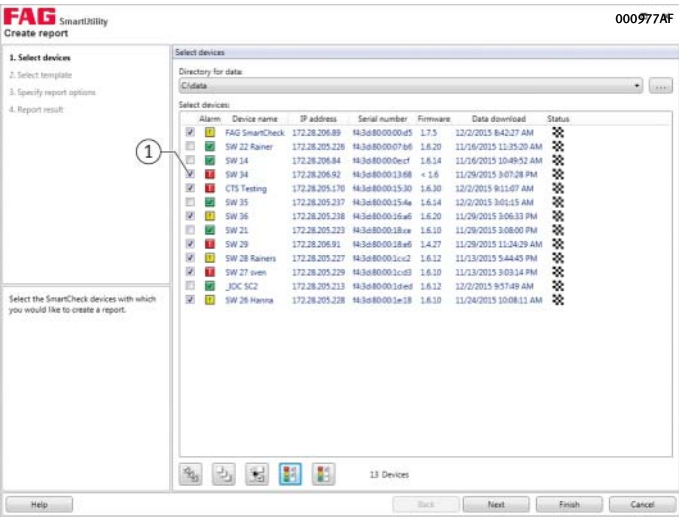 FAG SmartUtility
000977AF
Create report
1. Select devices
2. Select template
3. Specify report options
4. Report result
Select the SmartCheck devices with which
you would like to create a report.
1
Select devices
Directory for data:
C:\data
...
Select devices:
Alarm Device name IP address Serial number Firmware Data download Status
FAG SmartCheck 172.28.206.89 f4:3d:80:00:00:d5 1.7.5 12/2/2015 8:42:27 AM
SW 22 Rainer 172.28.205.226 f4:3d:80:00:07:b6 1.6.20 11/16/2015 11:35:20 AM
SW 14 172.28.206.84 f4:3d:80:00:0e:cf 1.6.14 11/16/2015 10:49:52 AM
SW 34 172.28.206.92 f4:3d:80:00:13:68 < 1.6 11/29/2015 3:07:28 PM
CTS Testing 172.28.205.170 f4:3d:80:00:15:30 1.6.30 12/2/2015 9:11:07 AM
SW 35 172.28.205.237 f4:3d:80:00:15:4a 1.6.14 12/2/2015 3:01:15 AM
SW 36 172.28.205.238 f4:3d:80:00:16:a6 1.6.20 11/29/2015 3:06:33 PM
SW 21 172.28.205.223 f4:3d:80:00:18:ce 1.6.10 11/29/2015 3:08:00 PM
SW 29 172.28.206.91 f4:3d:80:00:18:e6 1.4.27 11/29/2015 11:24:29 AM
SW 28 Rainers 172.28.205.227 f4:3d:80:00:1c:c2 1.6.12 11/13/2015 5:44:45 PM
SW 27 sven 172.28.205.229 f4:3d:80:00:1c:d3 1.6.10 11/13/2015 3:03:14 PM
_JDC SC2 172.28.205.213 f4:3d:80:00:1d:ed 1.6.12 12/2/2015 9:57:49 AM
SW 26 Hanna 172.28.205.228 f4:3d:80:00:1e:18 1.6.10 11/24/2015 10:08:11 AM
13 Devices
Help
Back Next Finish Cancel